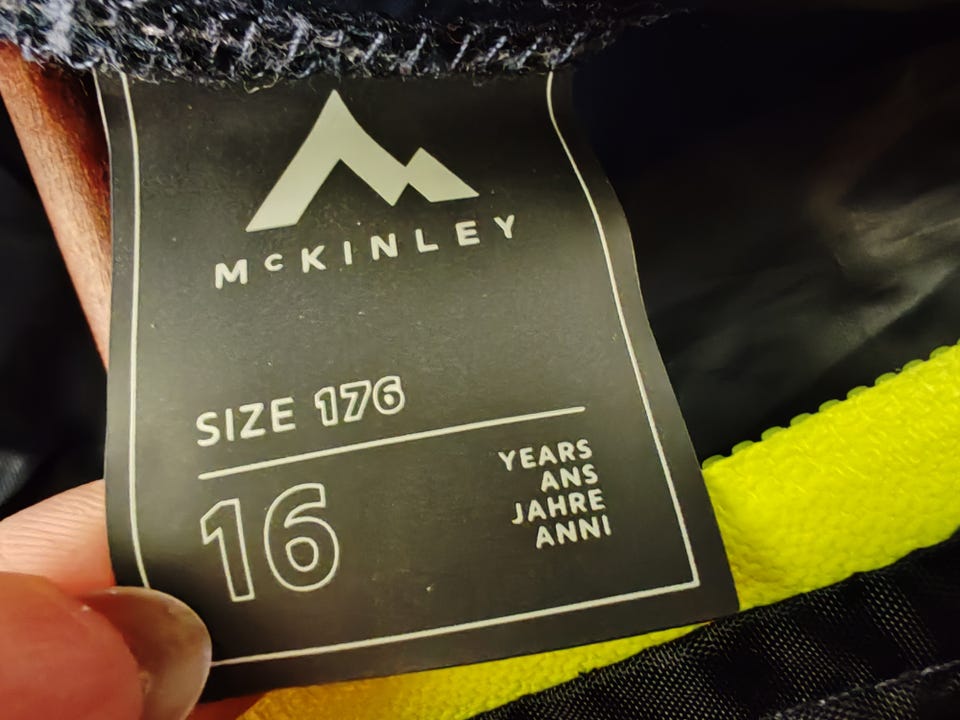 McKINLEY
SIZE 176
16
YEARS
ANS
JAHRE
ANNI